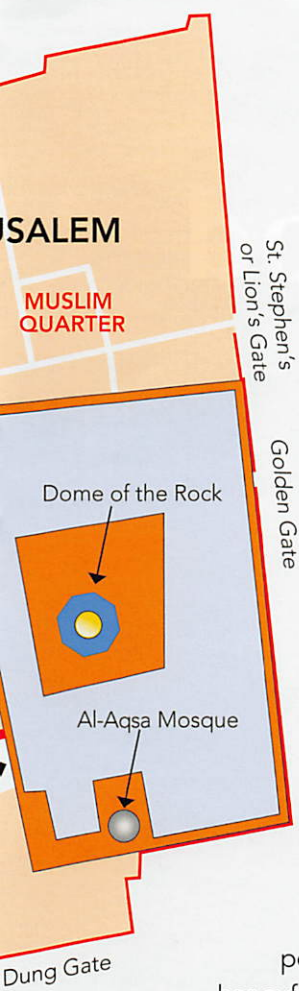 USALEM
MUSLIM
QUARTER
St. Stephen's
or Lion's Gate
Golden Gate
Dome of the Rock
Al-Aqsa Mosque
Dung Gate